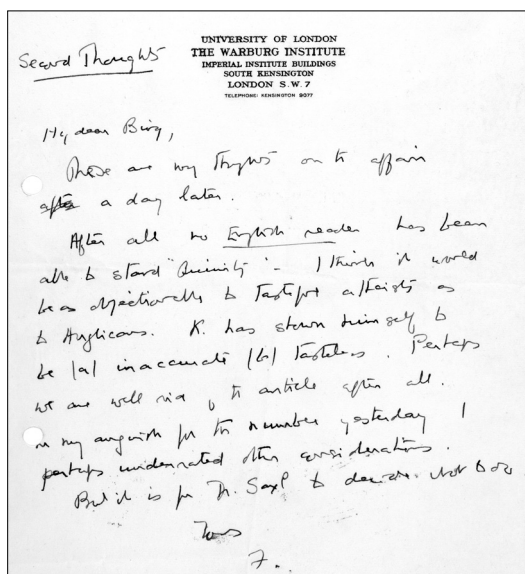 Second Thoughts
UNIVERSITY OF LONDON
THE WARBURG INSTITUTE
IMPERIAL INSTITUTE BUILDINGS
SOUTH KENSINGTON
LONDON S.W. 7
TELEPHONE: KENSINGTON 9077
My dear Bing,
These are my thoughts on the affair
a day later.
After all no English reader has been
able to stand "Quiminity". I think it would
be as objectionable to tasteful atheists as
to Anglicans. K. has shown himself to
be (a) inaccurate (b) tasteless. Perhaps
we are well rid of the article after all.
In my anguish for the number yesterday I
perhaps underrated other considerations.
But it is for Dr. Saxl to decide. what to do
Yours
F.